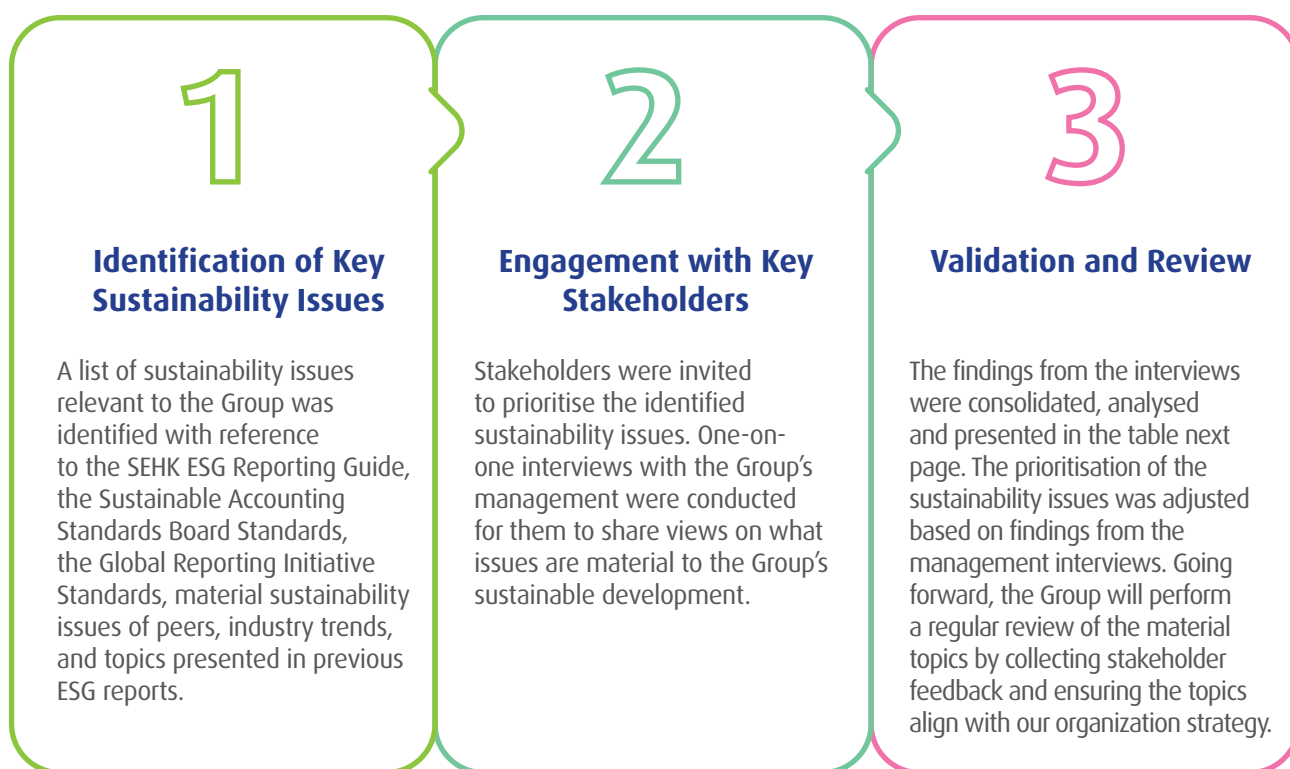 1
Identification of Key
Sustainability Issues
A list of sustainability issues
relevant to the Group was
identified with reference
to the SEHK ESG Reporting Guide,
the Sustainable Accounting
Standards Board Standards,
the Global Reporting Initiative
Standards, material sustainability
issues of peers, industry trends,
and topics presented in previous
ESG reports.
2
Engagement with Key
Stakeholders
Stakeholders were invited
to prioritise the identified
sustainability issues. One-on-
one interviews with the Group's
management were conducted
for them to share views on what
issues are material to the Group's
sustainable development.
3
Validation and Review
The findings from the interviews
were consolidated, analysed
and presented in the table next
page. The prioritisation of the
sustainability issues was adjusted
based on findings from the
management interviews. Going
forward, the Group will perform
a regular review of the material
topics by collecting stakeholder
feedback and ensuring the topics
align with our organization strategy.